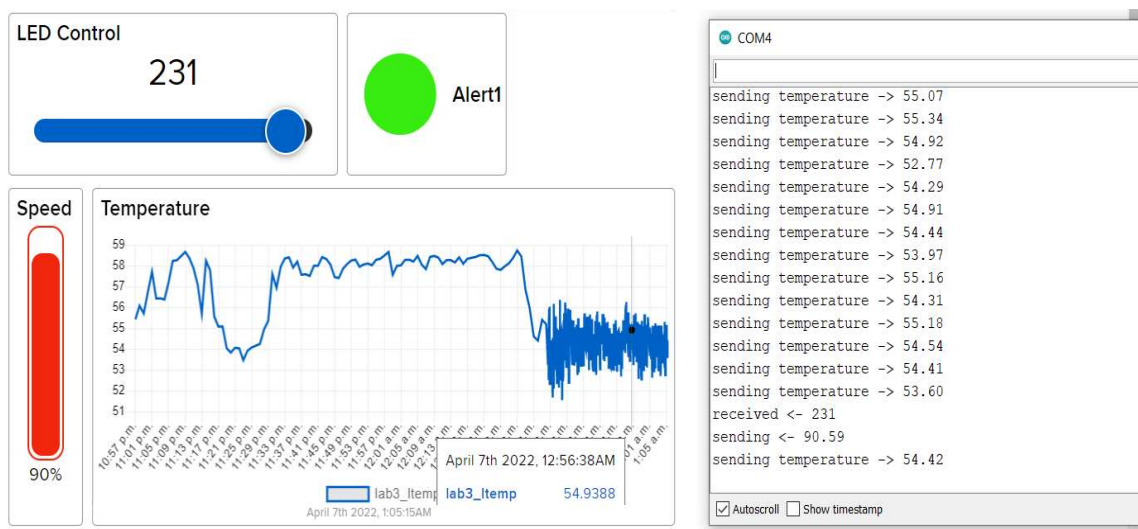 LED Control
231
Alert1
Speed
90%
Temperature
59
58
57
56
55
54
53
52
51
10:57 p.m.
11:01 p.m.
11:05 p.m.
11:09 p.m.
11:13 p.m.
11:17 p.m.
11:21 p.m.
11:25 p.m.
11:29 p.m.
11:33 p.m.
11:37 p.m.
11:41 p.m.
11:45 p.m.
11:49 p.m.
11:53 p.m.
11:57 p.m.
12:01 a.m.
12:05 a.m.
12:09 a.m.
1:05 a.m.
April 7th 2022, 12:56:38AM
lab3_ltemp 54.9388
lab3_ltemp
April 7th 2022, 1:05:15AM
COM4
sending temperature -> 55.07
sending temperature -> 55.34
sending temperature -> 54.92
sending temperature -> 52.77
sending temperature -> 54.29
sending temperature -> 54.91
sending temperature -> 54.44
sending temperature -> 53.97
sending temperature -> 55.16
sending temperature -> 54.31
sending temperature -> 55.18
sending temperature -> 54.54
sending temperature -> 54.41
sending temperature -> 53.60
received <- 231
sending <- 90.59
sending temperature -> 54.42
Autoscroll Show timestamp